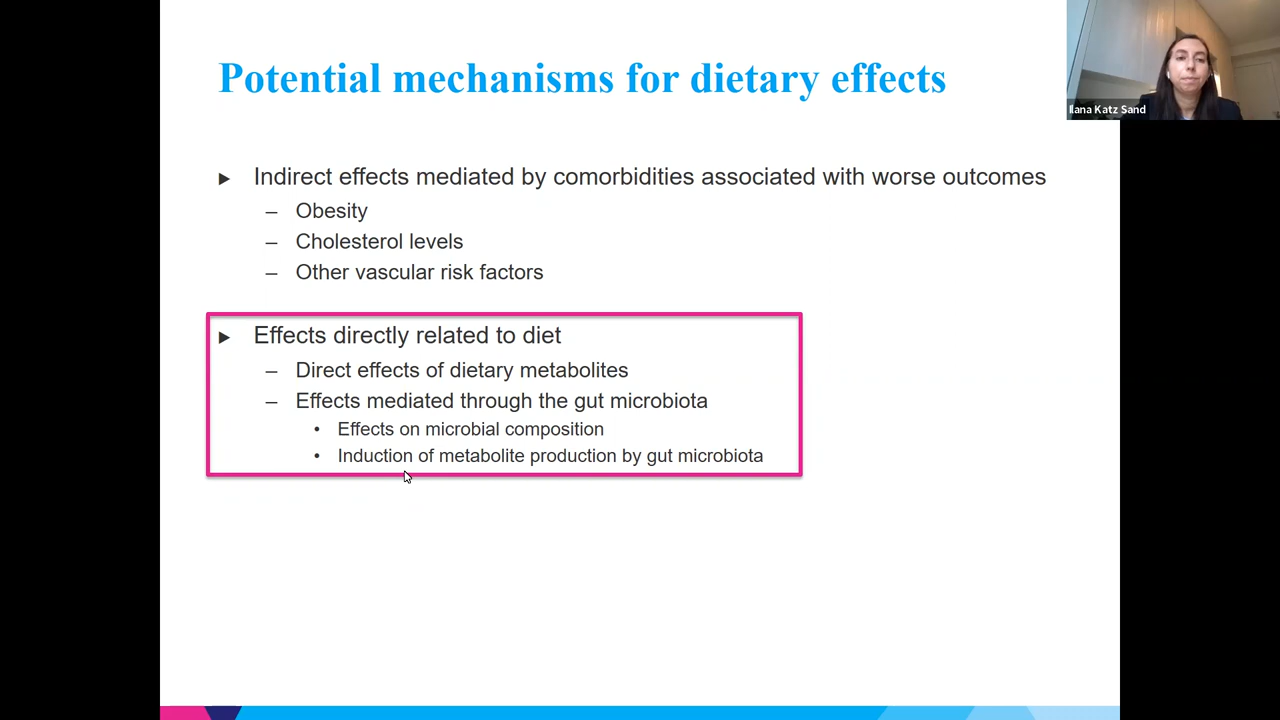 Potential mechanisms for dietary effects
Ilana Katz Sand
▶ Indirect effects mediated by comorbidities associated with worse outcomes
– Obesity
– Cholesterol levels
– Other vascular risk factors
▶ Effects directly related to diet
– Direct effects of dietary metabolites
– Effects mediated through the gut microbiota
• Effects on microbial composition
• Induction of metabolite production by gut microbiota